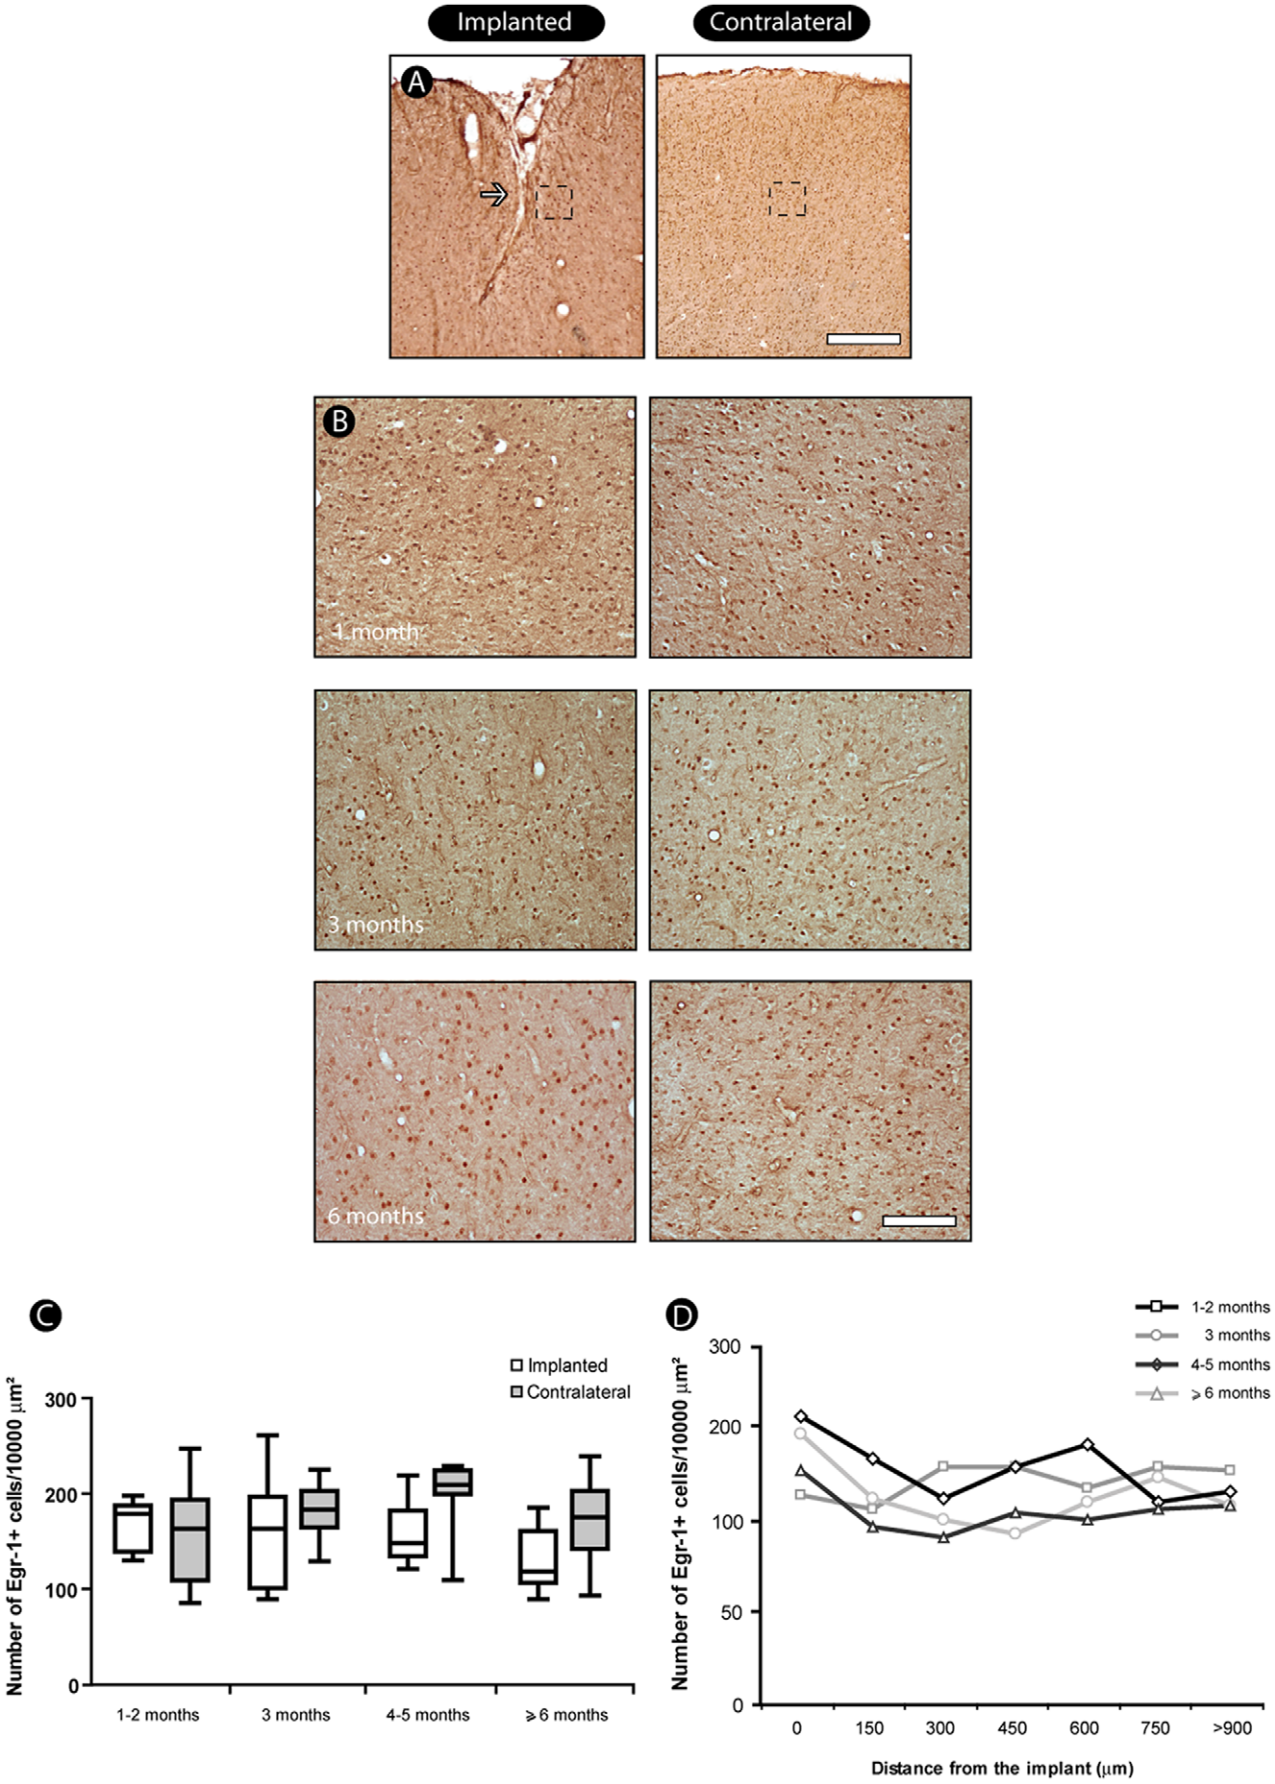 Implanted
Contralateral
A
B
1 month
3 months
6 months
C
Implanted
Contralateral
Number of Egr-1+ cells/10000 μm²
300
200
100
0
1-2 months
3 months
4-5 months
⩾ 6 months
D
1-2 months
3 months
4-5 months
⩾ 6 months
Number of Egr-1+ cells/10000 μm²
300
200
100
50
0
0
150
300
450
600
750
>900
Distance from the implant (μm)